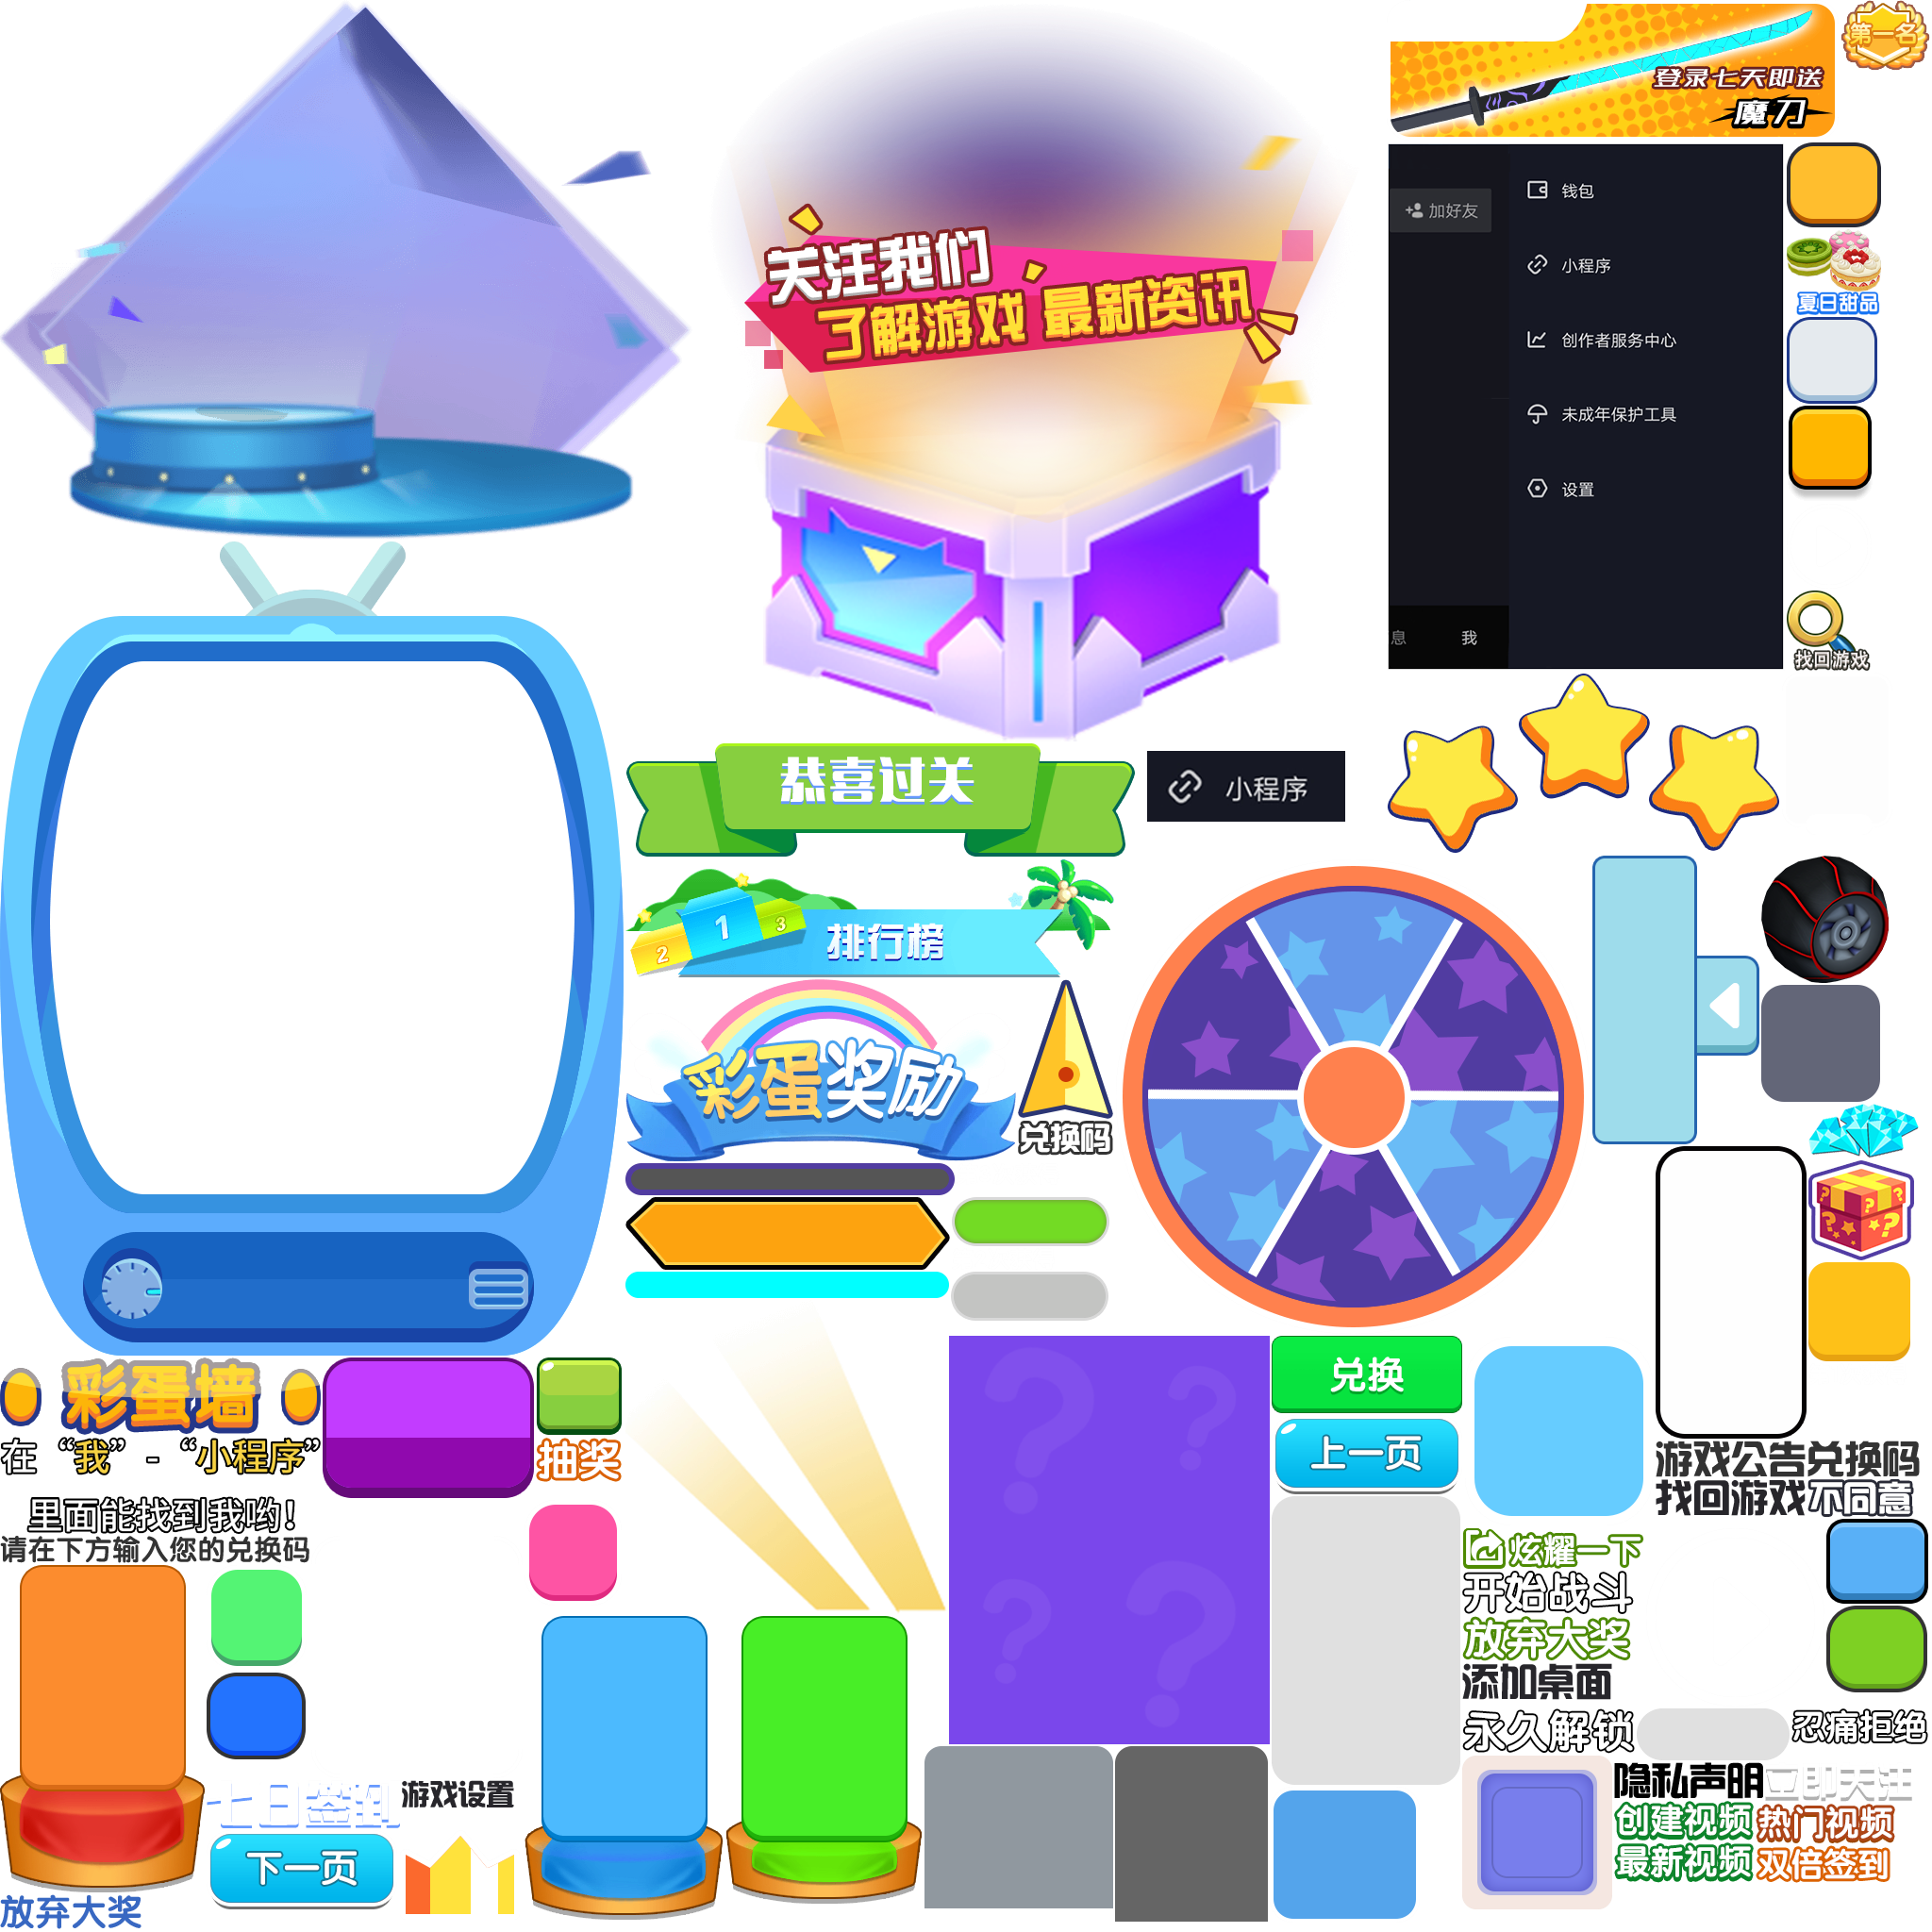 第一名
登录七天即送
魔刀
钱包
加好友
小程序
夏日甜品
创作者服务中心
未成年保护工具
设置
息
我
找回游戏
关注我们
了解游戏 最新资讯
恭喜过关
小程序
1
2
3
排行榜
彩蛋奖励
兑换码
彩蛋墙
在 “我” - “小程序”
里面能找到我哟!
请在下方输入您的兑换码
抽奖
兑换
上一页
游戏公告兑换码
找回游戏不同意
炫耀一下
开始战斗
放弃大奖
添加桌面
永久解锁
忍痛拒绝
隐私声明立即关注
创建视频热门视频
最新视频双倍签到
七日签到
游戏设置
下一页
放弃大奖